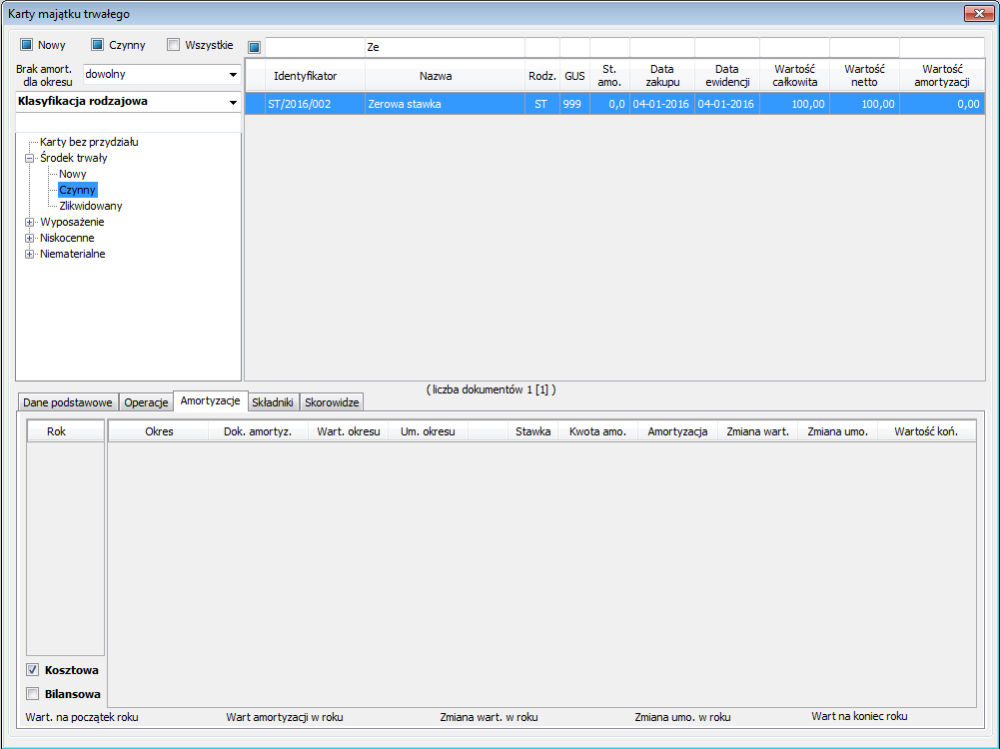 Karty majątku trwałego
Nowy Czynny Wszystkie Ze
Brak amort. dla okresu dowolny
Klasyfikacja rodzajowa
Identyfikator Nazwa Rodz. GUS St. amo. Data zakupu Data ewidencji Wartość całkowita Wartość netto Wartość amortyzacji
ST/2016/002 Zerowa stawka ST 999 0,0 04-01-2016 04-01-2016 100,00 100,00 0,00
Karty bez przydziału
Środek trwały
Nowy
Czynny
Zlikwidowany
Wyposażenie
Niskocenne
Niematerialne
( liczba dokumentów 1 [1] )
Dane podstawowe Operacje Amortyzacje Składniki Skorowidze
Rok Okres Dok. amortyz. Wart. okresu Um. okresu Stawka Kwota amo. Amortyzacja Zmiana wart. Zmiana umo. Wartość koń.
Kosztowa
Bilansowa
Wart. na początek roku Wart amortyzacji w roku Zmiana wart. w roku Zmiana umo. w roku Wart na koniec roku